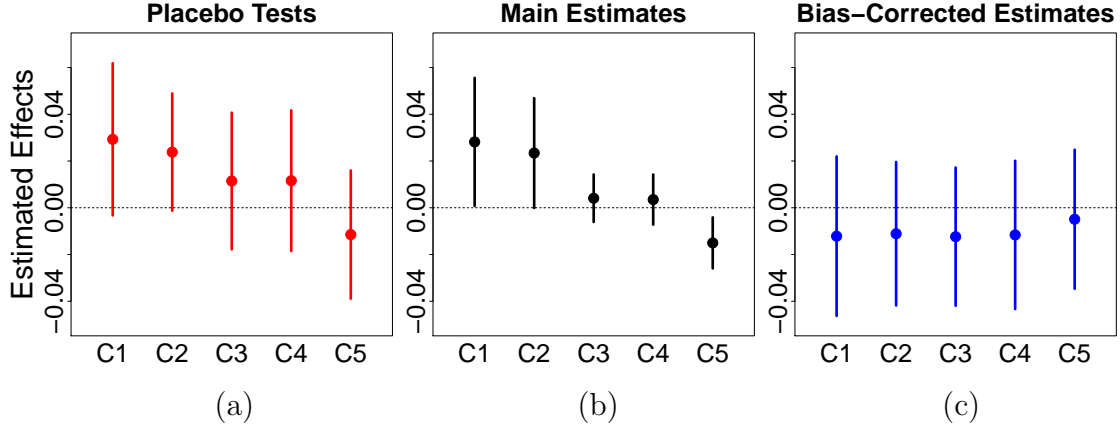 Placebo Tests
Main Estimates
Bias−Corrected Estimates
Estimated Effects
0.04
0.00
−0.04
0.04
0.00
−0.04
0.04
0.00
−0.04
C1 C2 C3 C4 C5
C1 C2 C3 C4 C5
C1 C2 C3 C4 C5
(a)
(b)
(c)